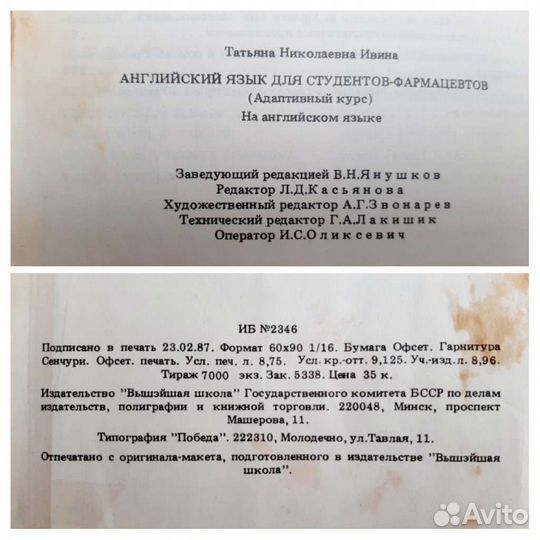 Татьяна Николаевна Ивина
АНГЛИЙСКИЙ ЯЗЫК ДЛЯ СТУДЕНТОВ-ФАРМАЦЕВТОВ
(Адаптивный курс)
На английском языке
Заведующий редакцией В.Н.Янушков
Редактор Л.Д.Касьянова
Художественный редактор А.Г.Звонарев
Технический редактор Г.А.Лакишик
Оператор И.С.Оликсевич
ИБ №2346
Подписано в печать 23.02.87. Формат 60x90 1/16. Бумага Офсет. Гарнитура
Сенчури. Офсет. печать. Усл. печ. л. 8,75. Усл. кр.-отт. 9,125. Уч.-изд.л. 8,96.
Тираж 7000 экз. Зак. 5338. Цена 35 к.
Издательство "Вышэйшая школа" Государственного комитета БССР по делам
издательств, полиграфии и книжной торговли. 220048, Минск, проспект
Машерова, 11.
Типография "Победа". 222310, Молодечно, ул.Тавлая, 11.
Отпечатано с оригинала-макета, подготовленного в издательстве "Вышэйшая
школа".
Avito